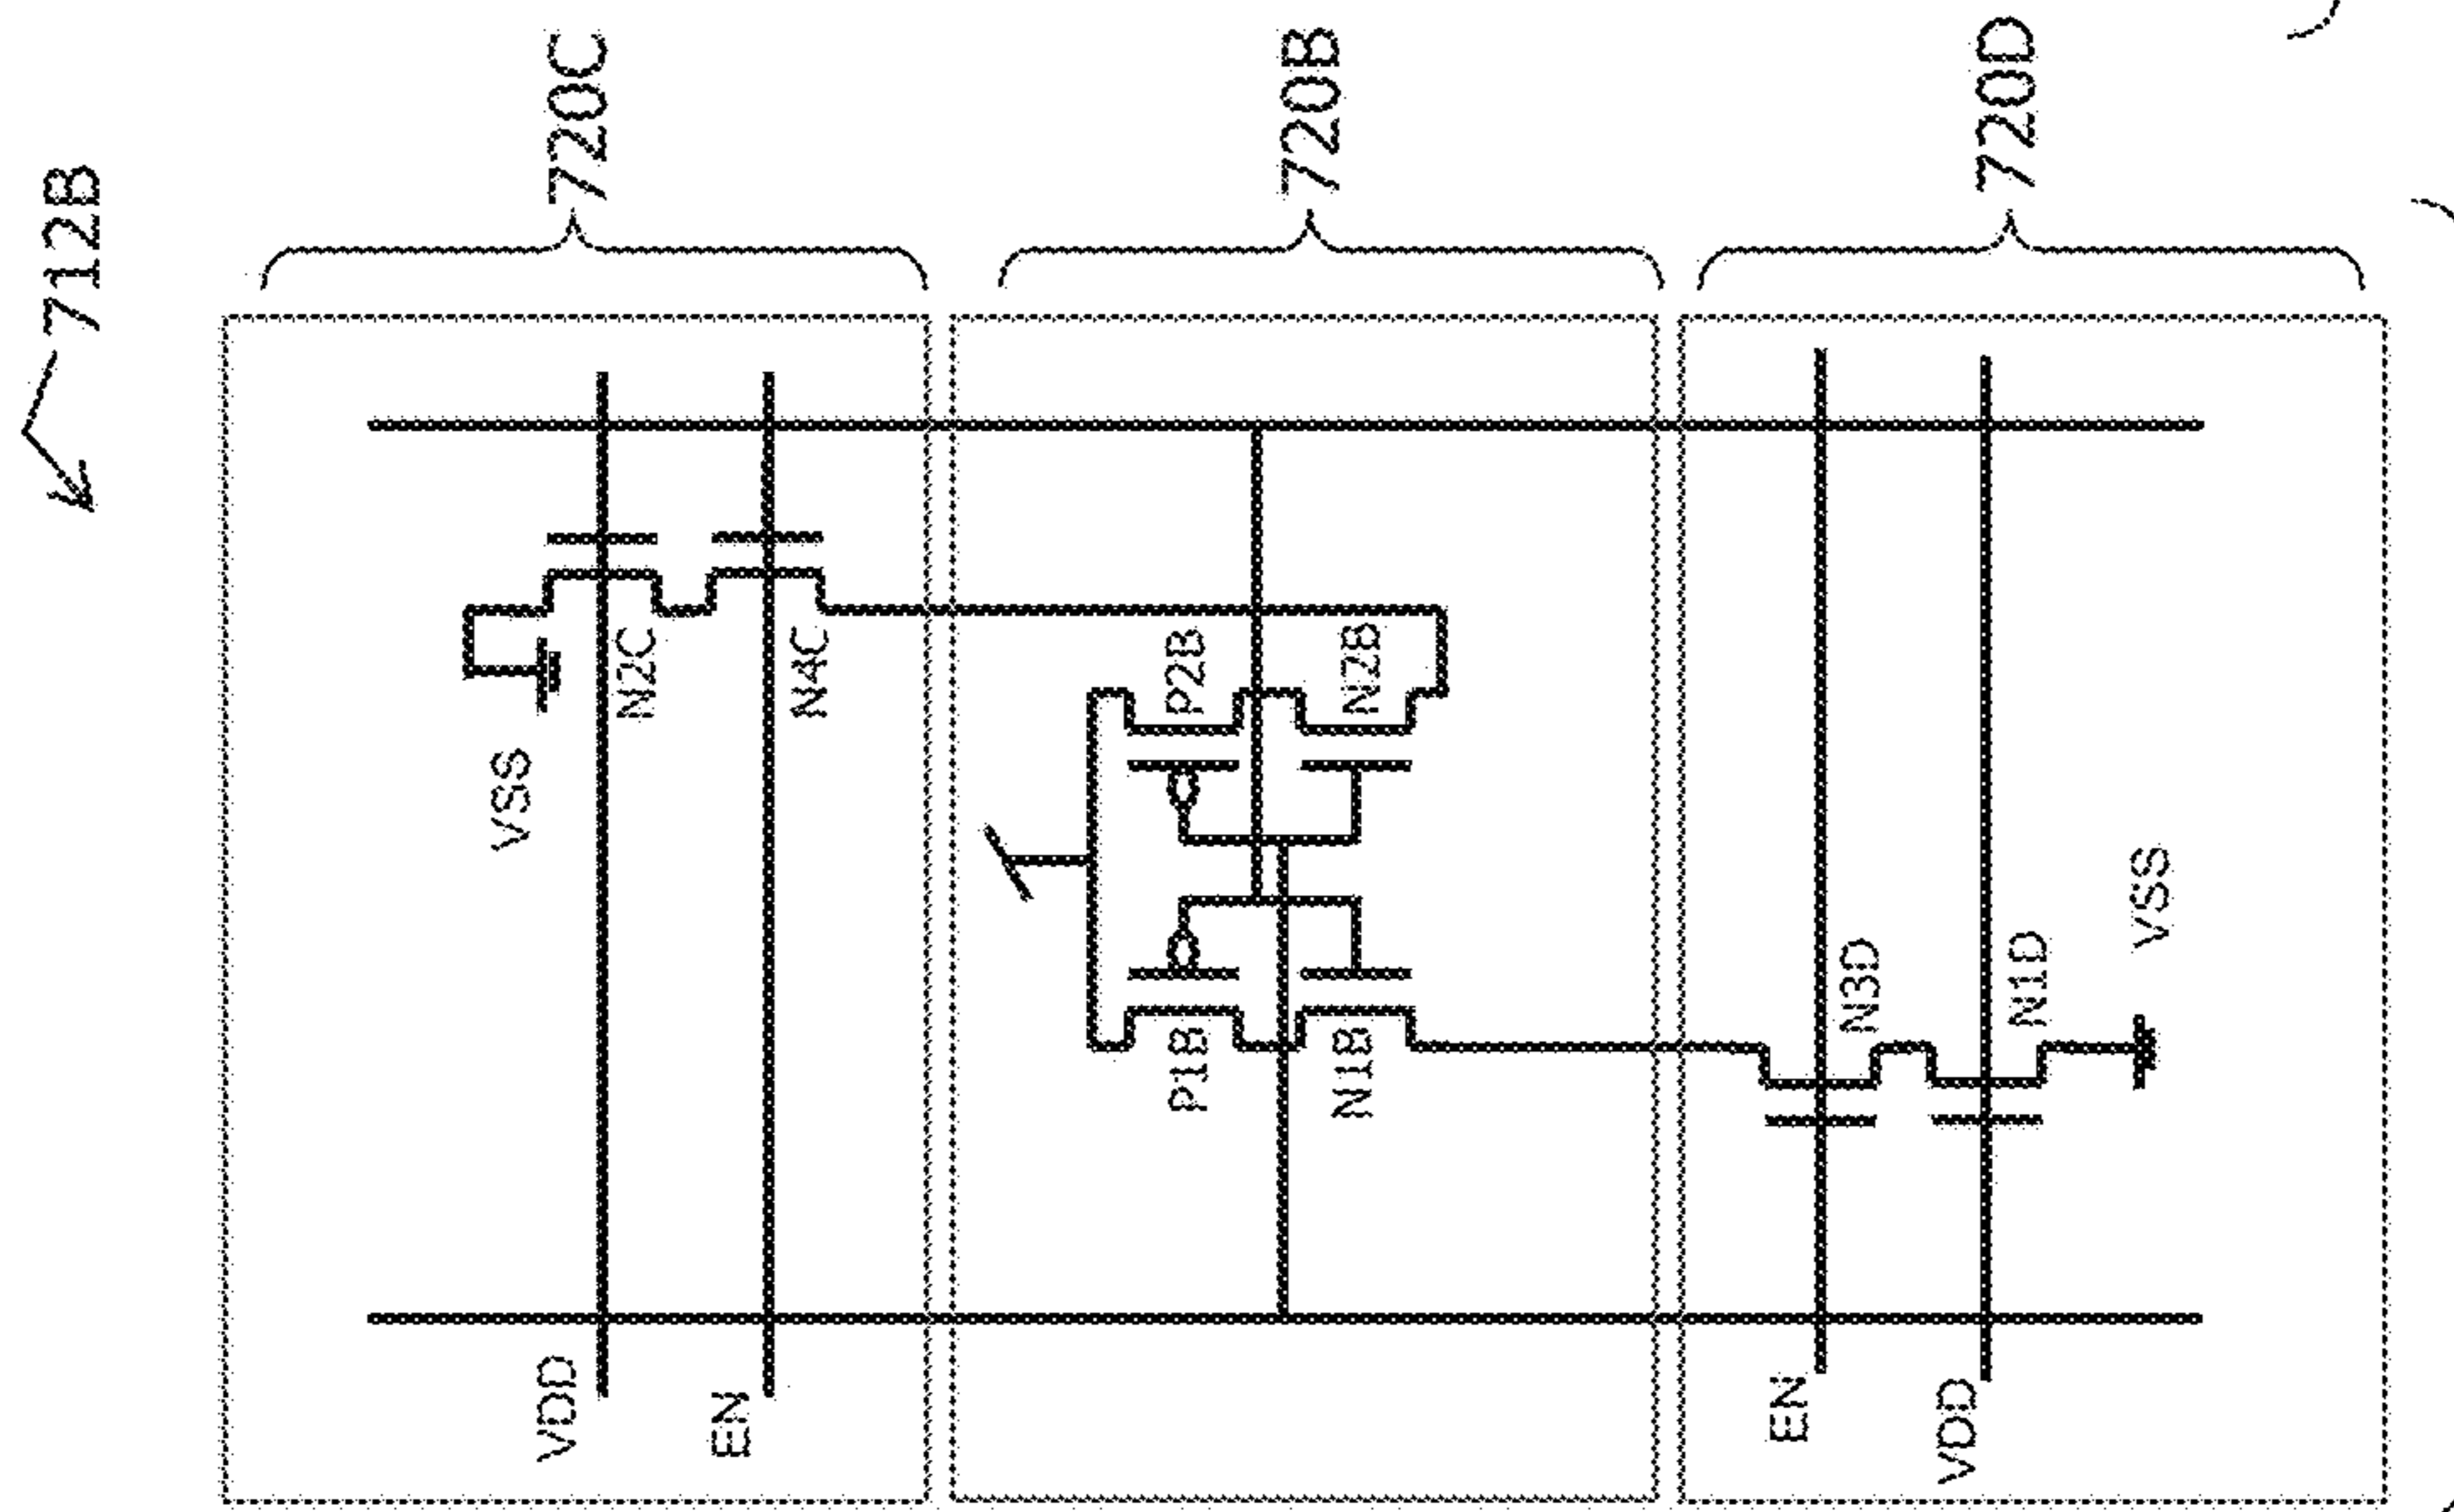 712B
720C
720B
720D
VDD
EN
VSS
N2C
N4C
P2B
N2B
P1B
N1B
EN
VDD
N3D
N1D
VSS